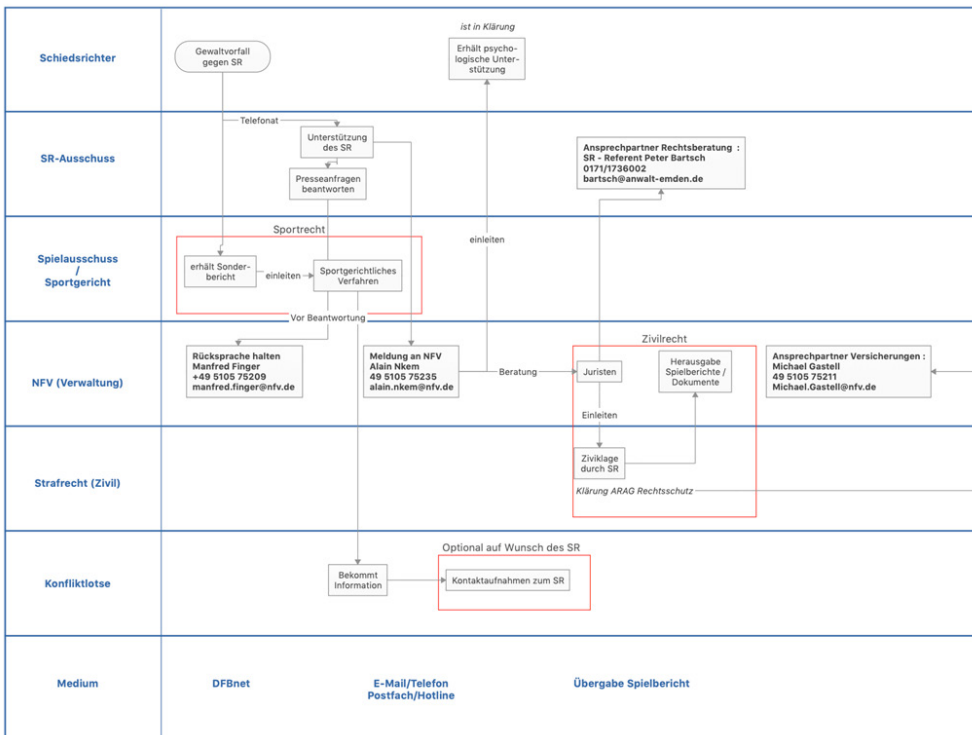 ist in Klärung
Schiedsrichter
Gewaltvorfall
gegen SR
Erhält psycho-
logische Unter-
stützung
Telefonat
SR-Ausschuss
Unterstützung
des SR
Presseanfragen
beantworten
Ansprechpartner Rechtsberatung :
SR - Referent Peter Bartsch
0171/1736002
bartsch@anwalt-emden.de
Spielausschuss
/
Sportgericht
Sportrecht
erhält Sonder-
bericht
einleiten
Sportgerichtliches
Verfahren
einleiten
Vor Beantwortung
NFV (Verwaltung)
Rücksprache halten
Manfred Finger
+49 5105 75209
manfred.finger@nfv.de
Meldung an NFV
Alain Nkem
49 5105 75235
alain.nkem@nfv.de
Beratung
Zivilrecht
Juristen
Herausgabe
Spielberichte /
Dokumente
Einleiten
Ansprechpartner Versicherungen :
Michael Gastell
49 5105 75211
Michael.Gastell@nfv.de
Strafrecht (Zivil)
Ziviklage
durch SR
Klärung ARAG Rechtsschutz
Konfliktlotse
Bekommt
Information
Optional auf Wunsch des SR
Kontaktaufnahmen zum SR
Medium
DFBnet
E-Mail/Telefon
Postfach/Hotline
Übergabe Spielbericht